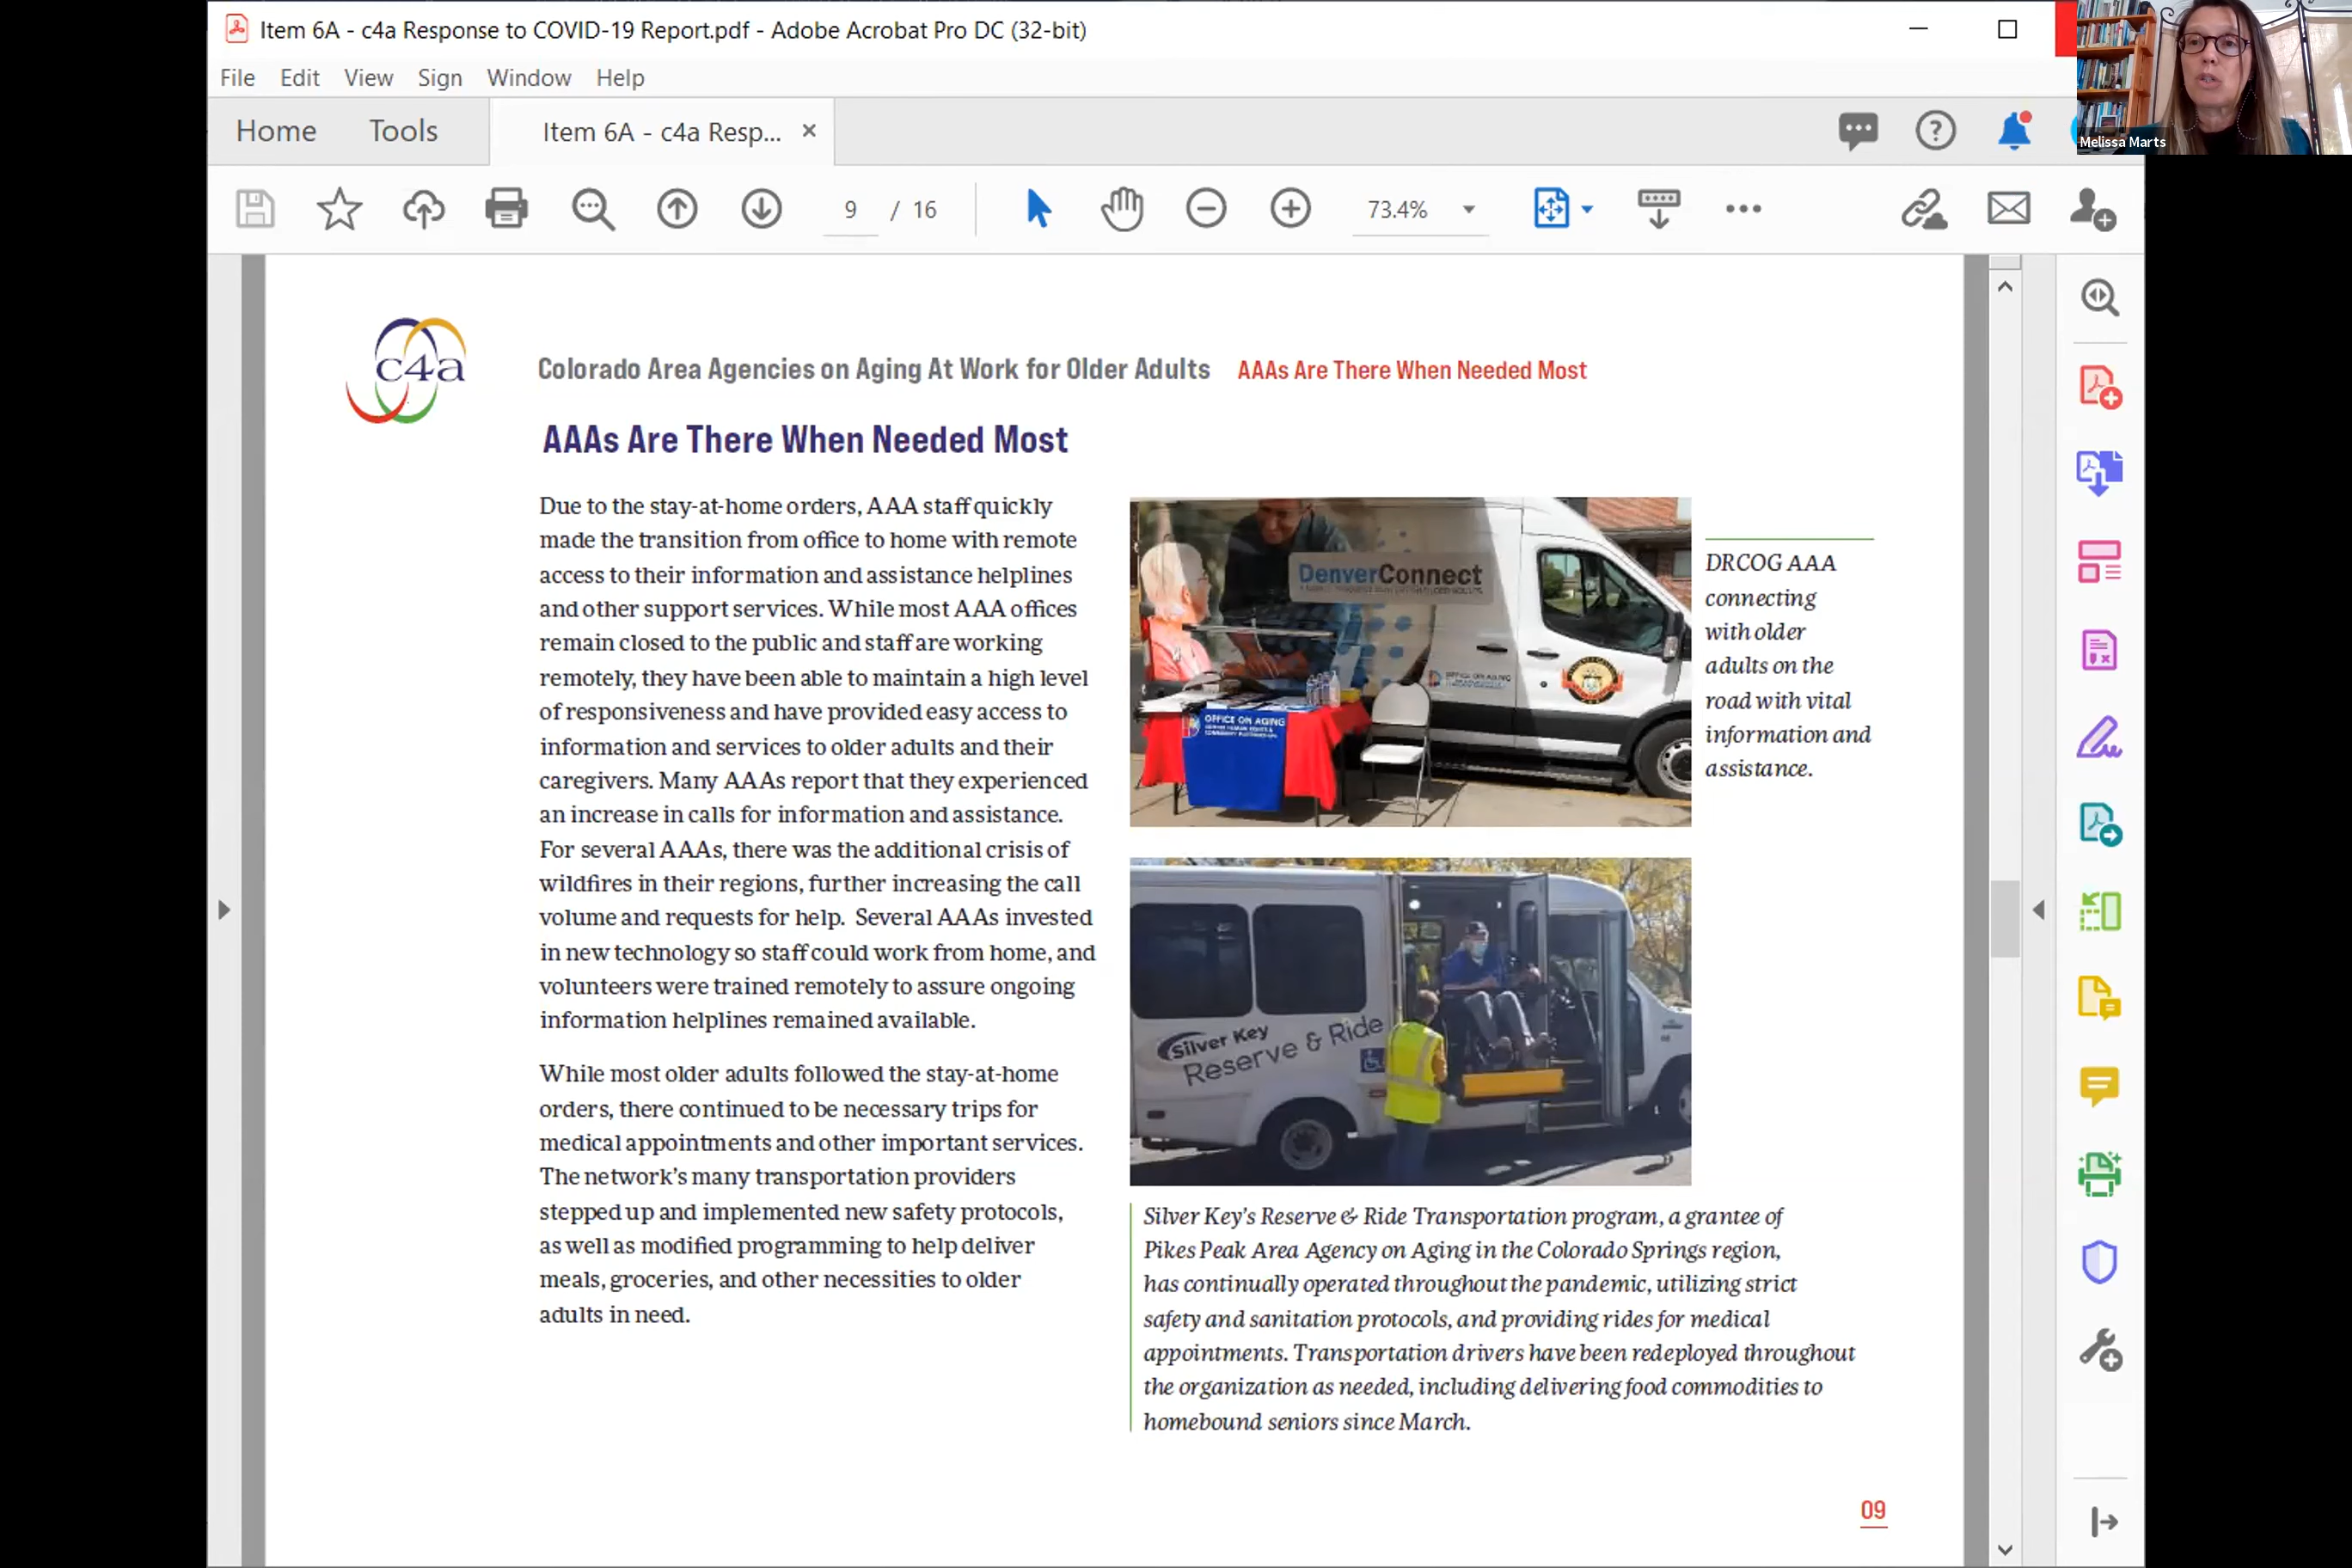 Item 6A - c4a Response to COVID-19 Report.pdf - Adobe Acrobat Pro DC (32-bit)
File Edit View Sign Window Help
Home Tools Item 6A - c4a Resp... ×
Melissa Marts
9 / 16 73.4%
c4a
Colorado Area Agencies on Aging At Work for Older Adults AAAs Are There When Needed Most
AAAs Are There When Needed Most
Due to the stay-at-home orders, AAA staff quickly
made the transition from office to home with remote
access to their information and assistance helplines
and other support services. While most AAA offices
remain closed to the public and staff are working
remotely, they have been able to maintain a high level
of responsiveness and have provided easy access to
information and services to older adults and their
caregivers. Many AAAs report that they experienced
an increase in calls for information and assistance.
For several AAAs, there was the additional crisis of
wildfires in their regions, further increasing the call
volume and requests for help. Several AAAs invested
in new technology so staff could work from home, and
volunteers were trained remotely to assure ongoing
information helplines remained available.
While most older adults followed the stay-at-home
orders, there continued to be necessary trips for
medical appointments and other important services.
The network's many transportation providers
stepped up and implemented new safety protocols,
as well as modified programming to help deliver
meals, groceries, and other necessities to older
adults in need.
DenverConnect
OFFICE ON AGING
OFFICE ON AGING
DRCOG AAA
connecting
with older
adults on the
road with vital
information and
assistance.
Silver Key
Reserve & Ride
Silver Key's Reserve & Ride Transportation program, a grantee of
Pikes Peak Area Agency on Aging in the Colorado Springs region,
has continually operated throughout the pandemic, utilizing strict
safety and sanitation protocols, and providing rides for medical
appointments. Transportation drivers have been redeployed throughout
the organization as needed, including delivering food commodities to
homebound seniors since March.
09